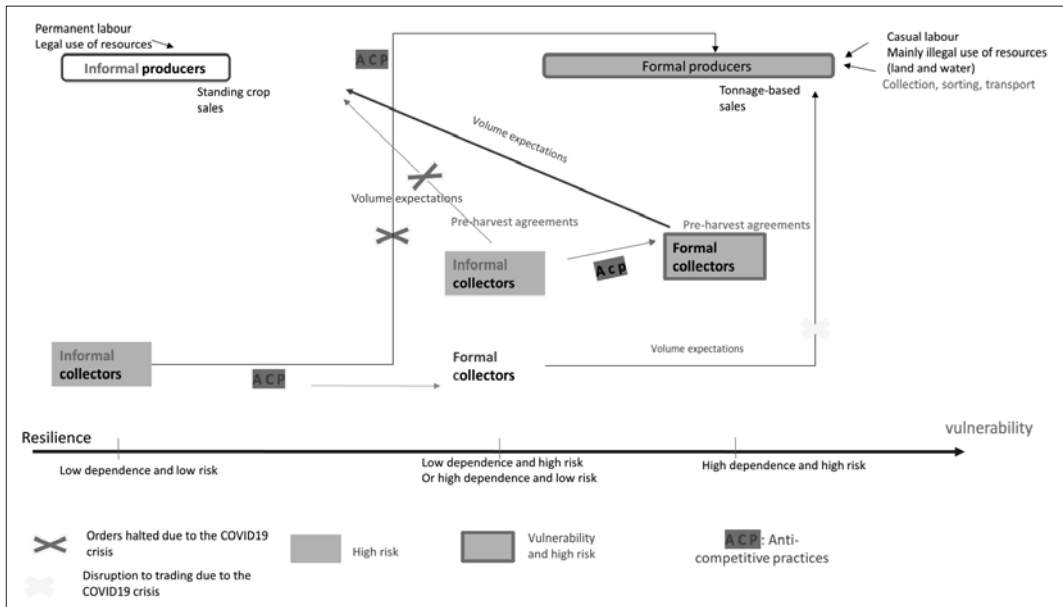 Permanent labour
Legal use of resources
Informal producers
Standing crop
sales
A C P
Formal producers
Tonnage-based
sales
Casual labour
Mainly illegal use of resources
(land and water)
Collection, sorting, transport
Volume expectations
Volume expectations
Pre-harvest agreements
Pre-harvest agreements
Informal
collectors
A c p
Formal
collectors
Informal
collectors
A C P
Formal
collectors
Volume expectations
Resilience
vulnerability
Low dependence and low risk
Low dependence and high risk
Or high dependence and low risk
High dependence and high risk
Orders halted due to the COVID19
crisis
High risk
Vulnerability
and high risk
A C P: Anti-
competitive practices
Disruption to trading due to the
COVID19 crisis